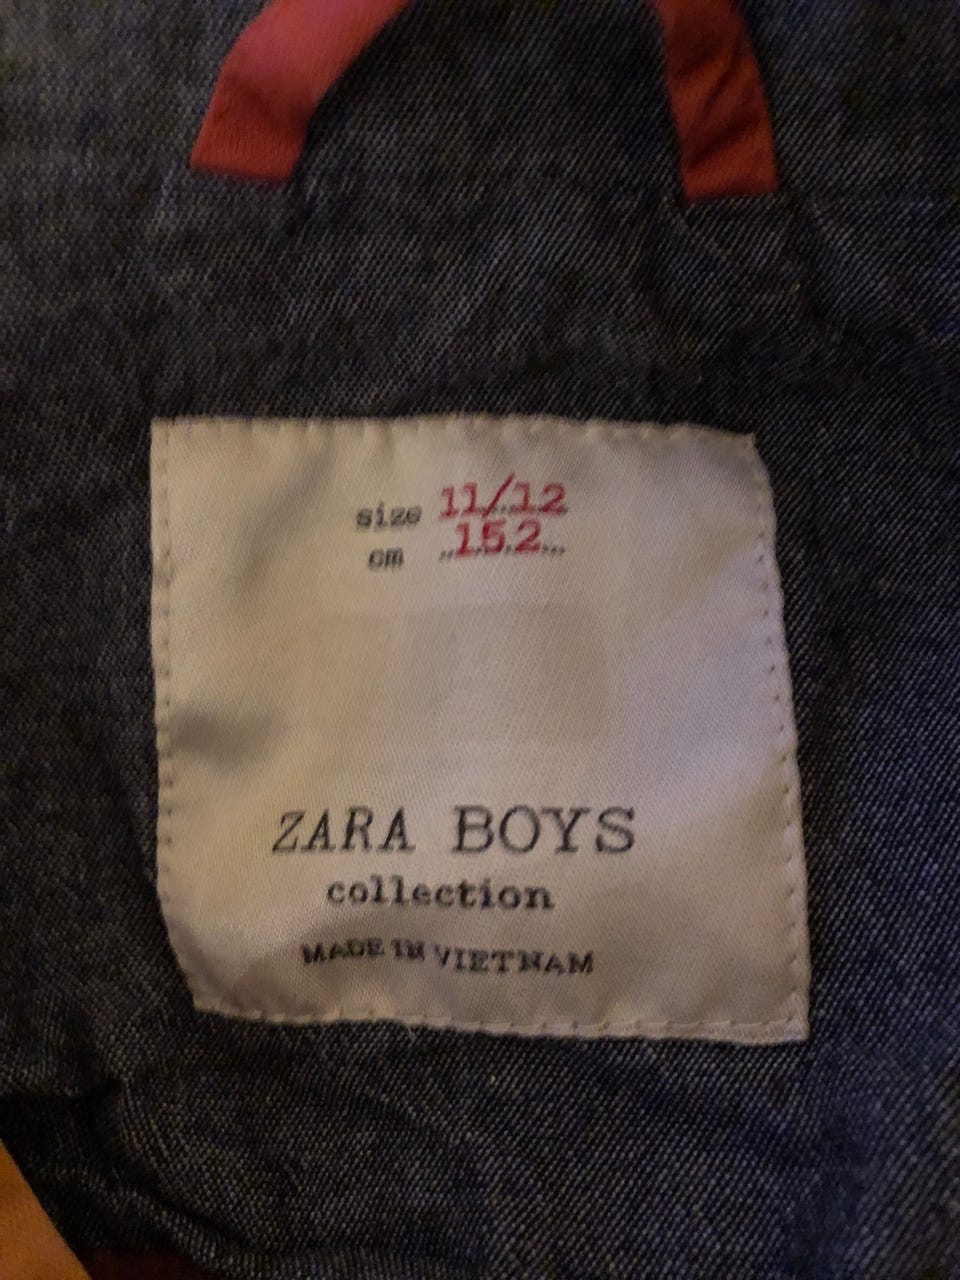 size 11/12
cm 152
ZARA BOYS
collection
MADE IN VIETNAM